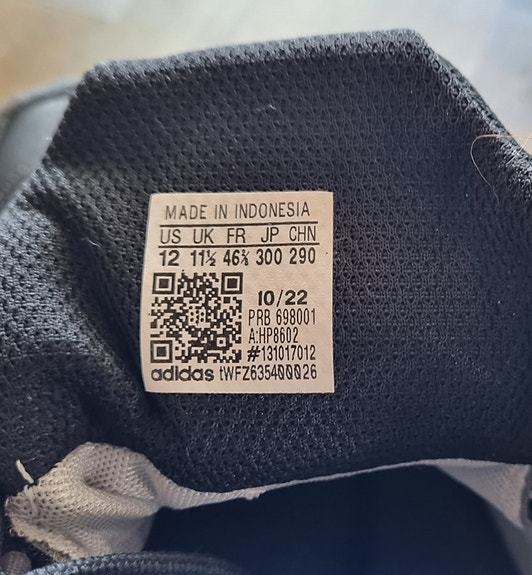 MADE IN INDONESIA
US UK FR JP CHN
12 11½ 46⅔ 300 290
10/22
PRB 698001
A:HP8602
#131017012
adidas tWFZ635400026